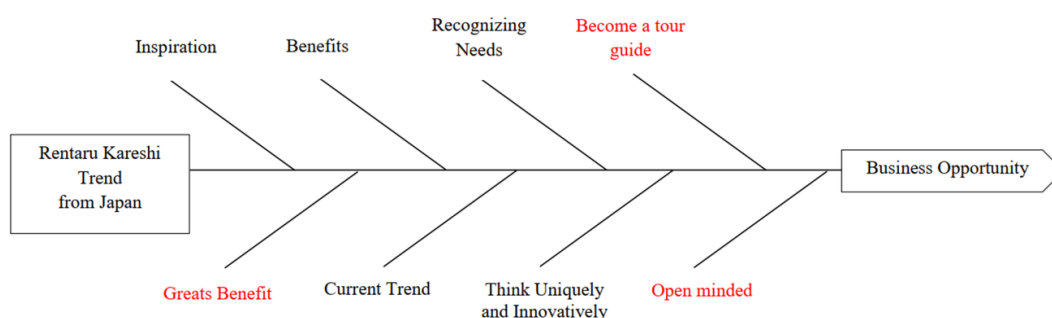 Inspiration
Benefits
Recognizing
Needs
Become a tour
guide
Rentaru Kareshi
Trend
from Japan
Business Opportunity
Greats Benefit
Current Trend
Think Uniquely
and Innovatively
Open minded